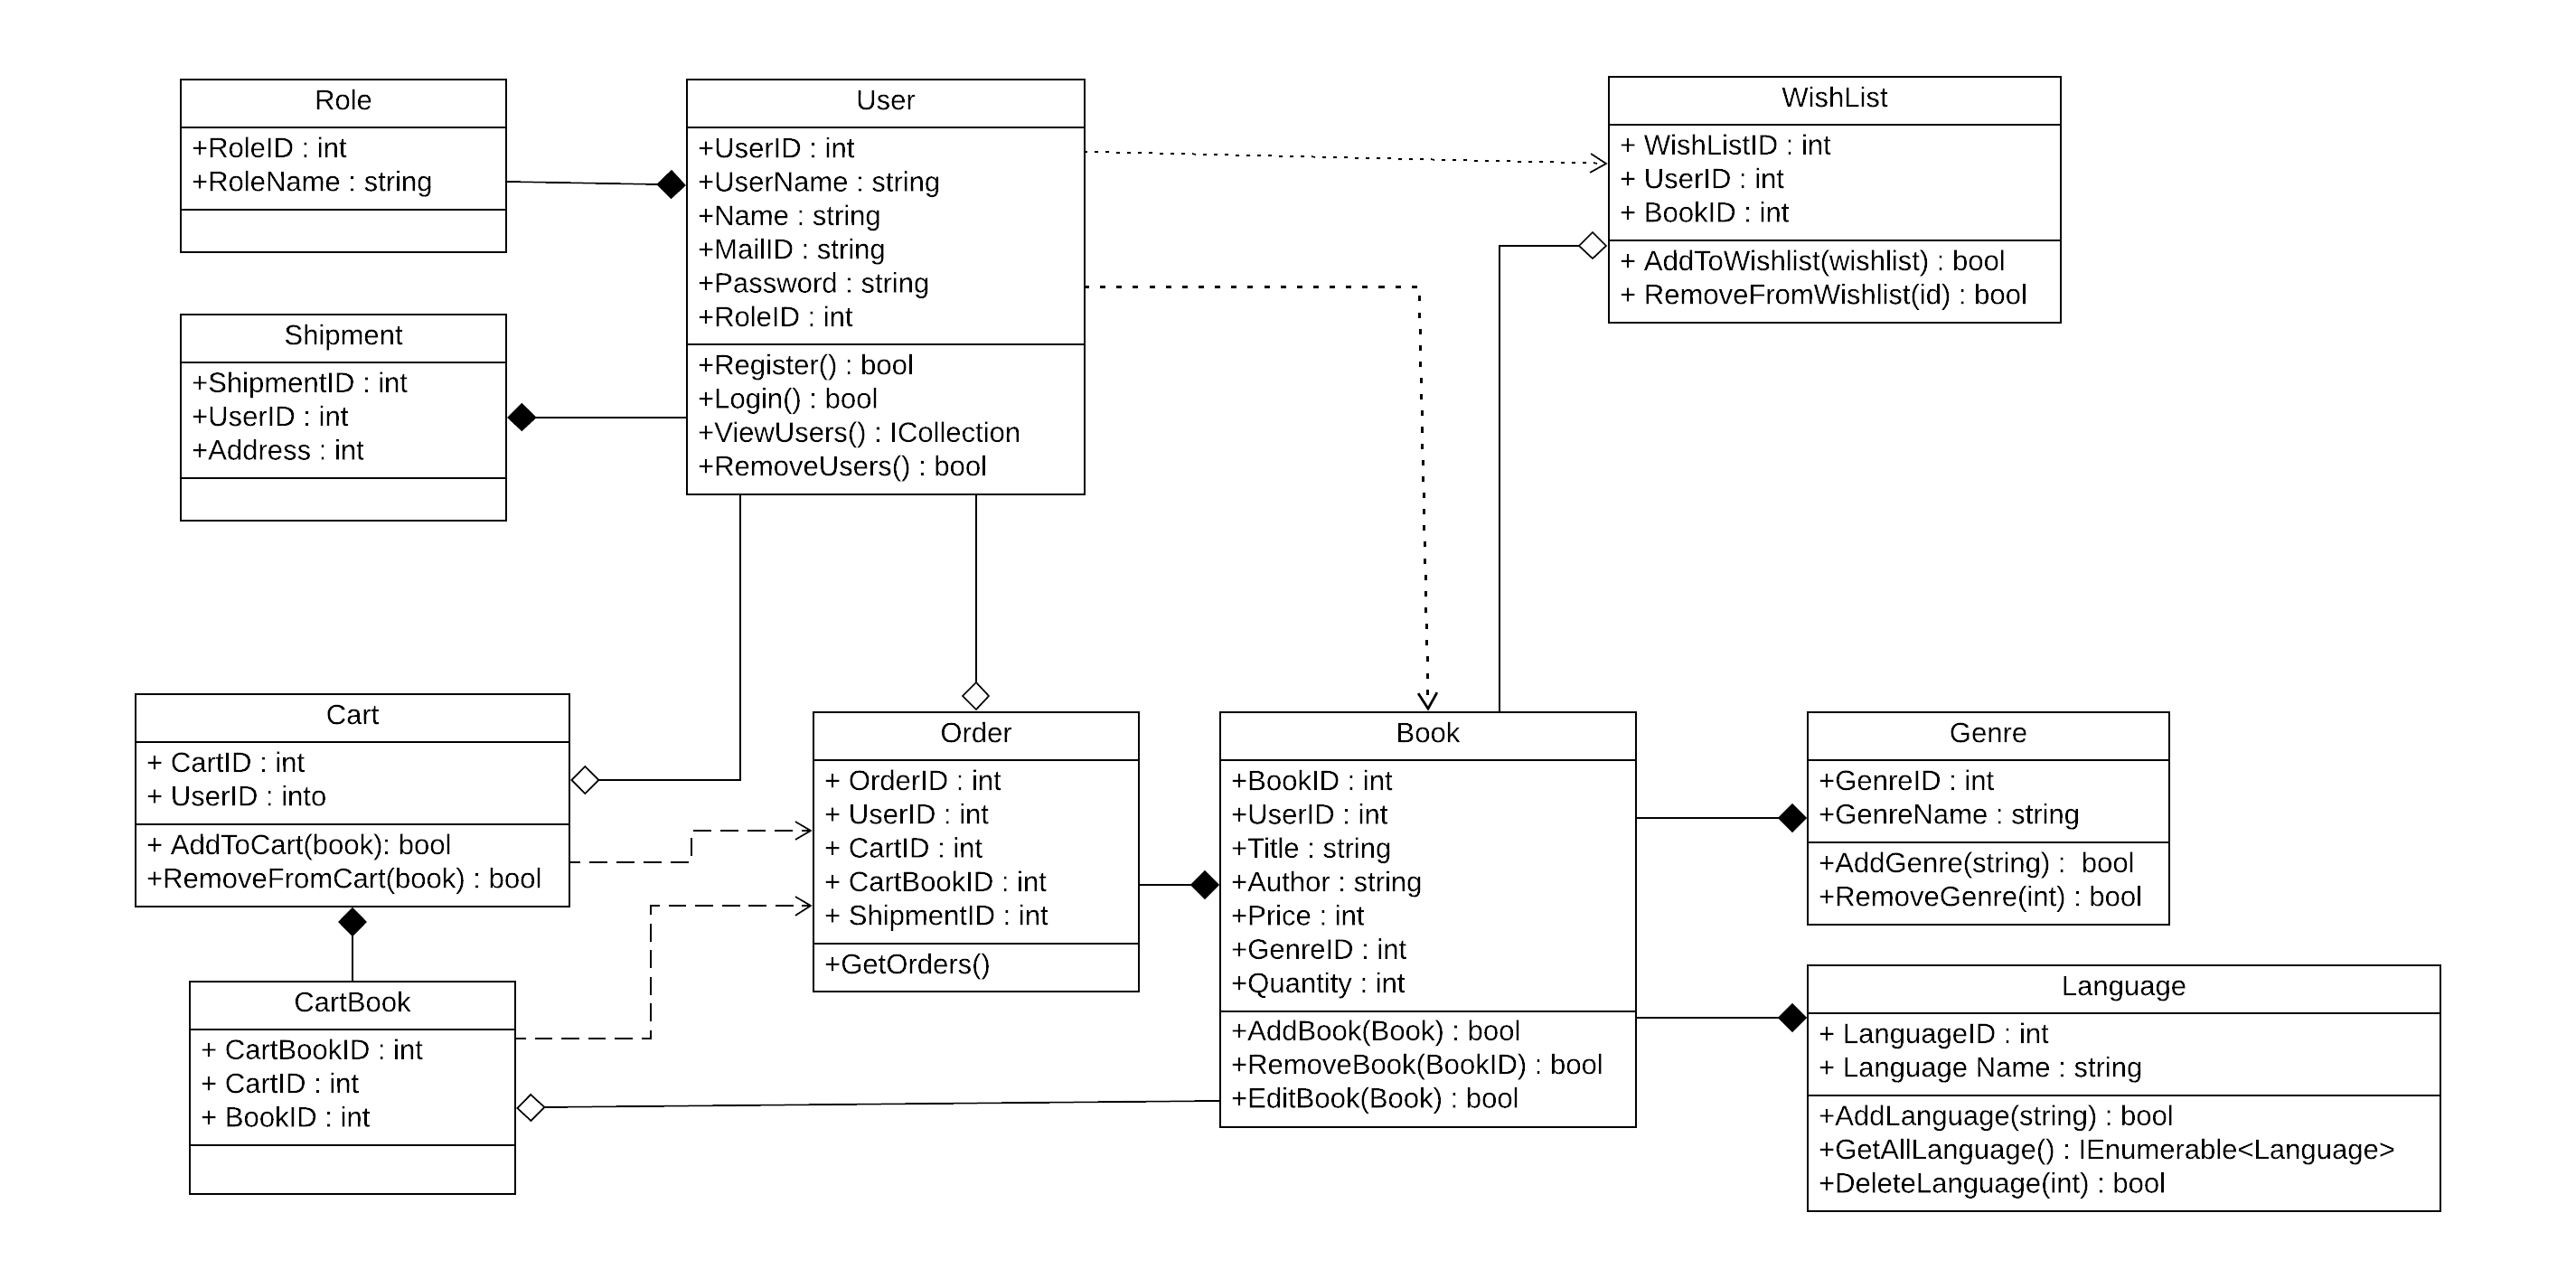 Role
+RoleID : int
+RoleName : string
User
+UserID : int
+UserName : string
+Name : string
+MailID : string
+Password : string
+RoleID : int
+Register() : bool
+Login() : bool
+ViewUsers() : ICollection
+RemoveUsers() : bool
WishList
+ WishListID : int
+ UserID : int
+ BookID : int
+ AddToWishlist(wishlist) : bool
+ RemoveFromWishlist(id) : bool
Shipment
+ShipmentID : int
+UserID : int
+Address : int
Cart
+ CartID : int
+ UserID : into
+ AddToCart(book): bool
+RemoveFromCart(book) : bool
Order
+ OrderID : int
+ UserID : int
+ CartID : int
+ CartBookID : int
+ ShipmentID : int
+GetOrders()
Book
+BookID : int
+UserID : int
+Title : string
+Author : string
+Price : int
+GenreID : int
+Quantity : int
+AddBook(Book) : bool
+RemoveBook(BookID) : bool
+EditBook(Book) : bool
Genre
+GenreID : int
+GenreName : string
+AddGenre(string) :  bool
+RemoveGenre(int) : bool
CartBook
+ CartBookID : int
+ CartID : int
+ BookID : int
Language
+ LanguageID : int
+ Language Name : string
+AddLanguage(string) : bool
+GetAllLanguage() : IEnumerable<Language>
+DeleteLanguage(int) : bool